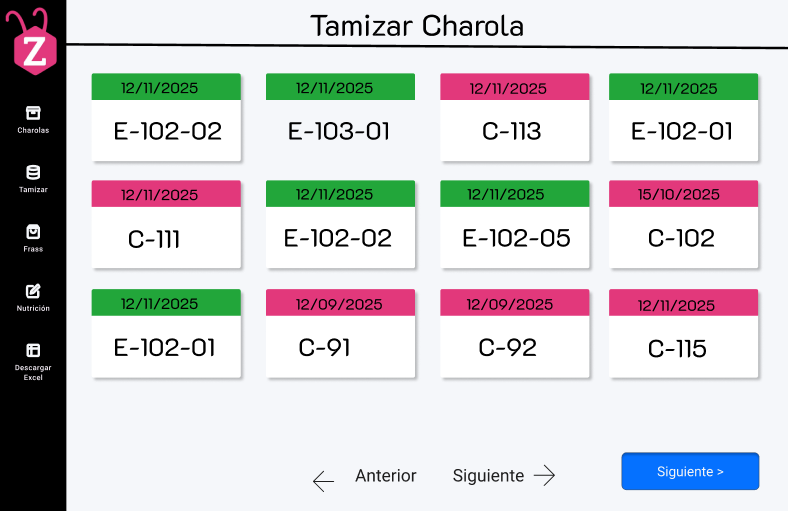 Tamizar Charola
Z
Charolas
Tamizar
Frass
Nutrición
Descargar
Excel
12/11/2025
E-102-02
12/11/2025
E-103-01
12/11/2025
C-113
12/11/2025
E-102-01
12/11/2025
C-111
12/11/2025
E-102-02
12/11/2025
E-102-05
15/10/2025
C-102
12/11/2025
E-102-01
12/09/2025
C-91
12/09/2025
C-92
12/11/2025
C-115
Anterior
Siguiente
Siguiente >